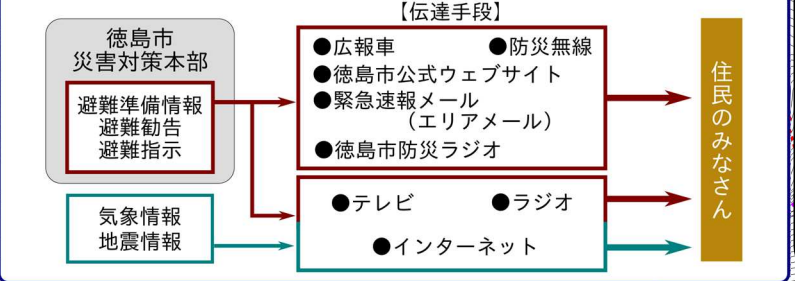 【伝達手段】
徳島市
災害対策本部
避難準備情報
避難勧告
避難指示
気象情報
地震情報
●広報車　●防災無線
●徳島市公式ウェブサイト
●緊急速報メール
（エリアメール）
●徳島市防災ラジオ
●テレビ　●ラジオ
●インターネット
住民のみなさん